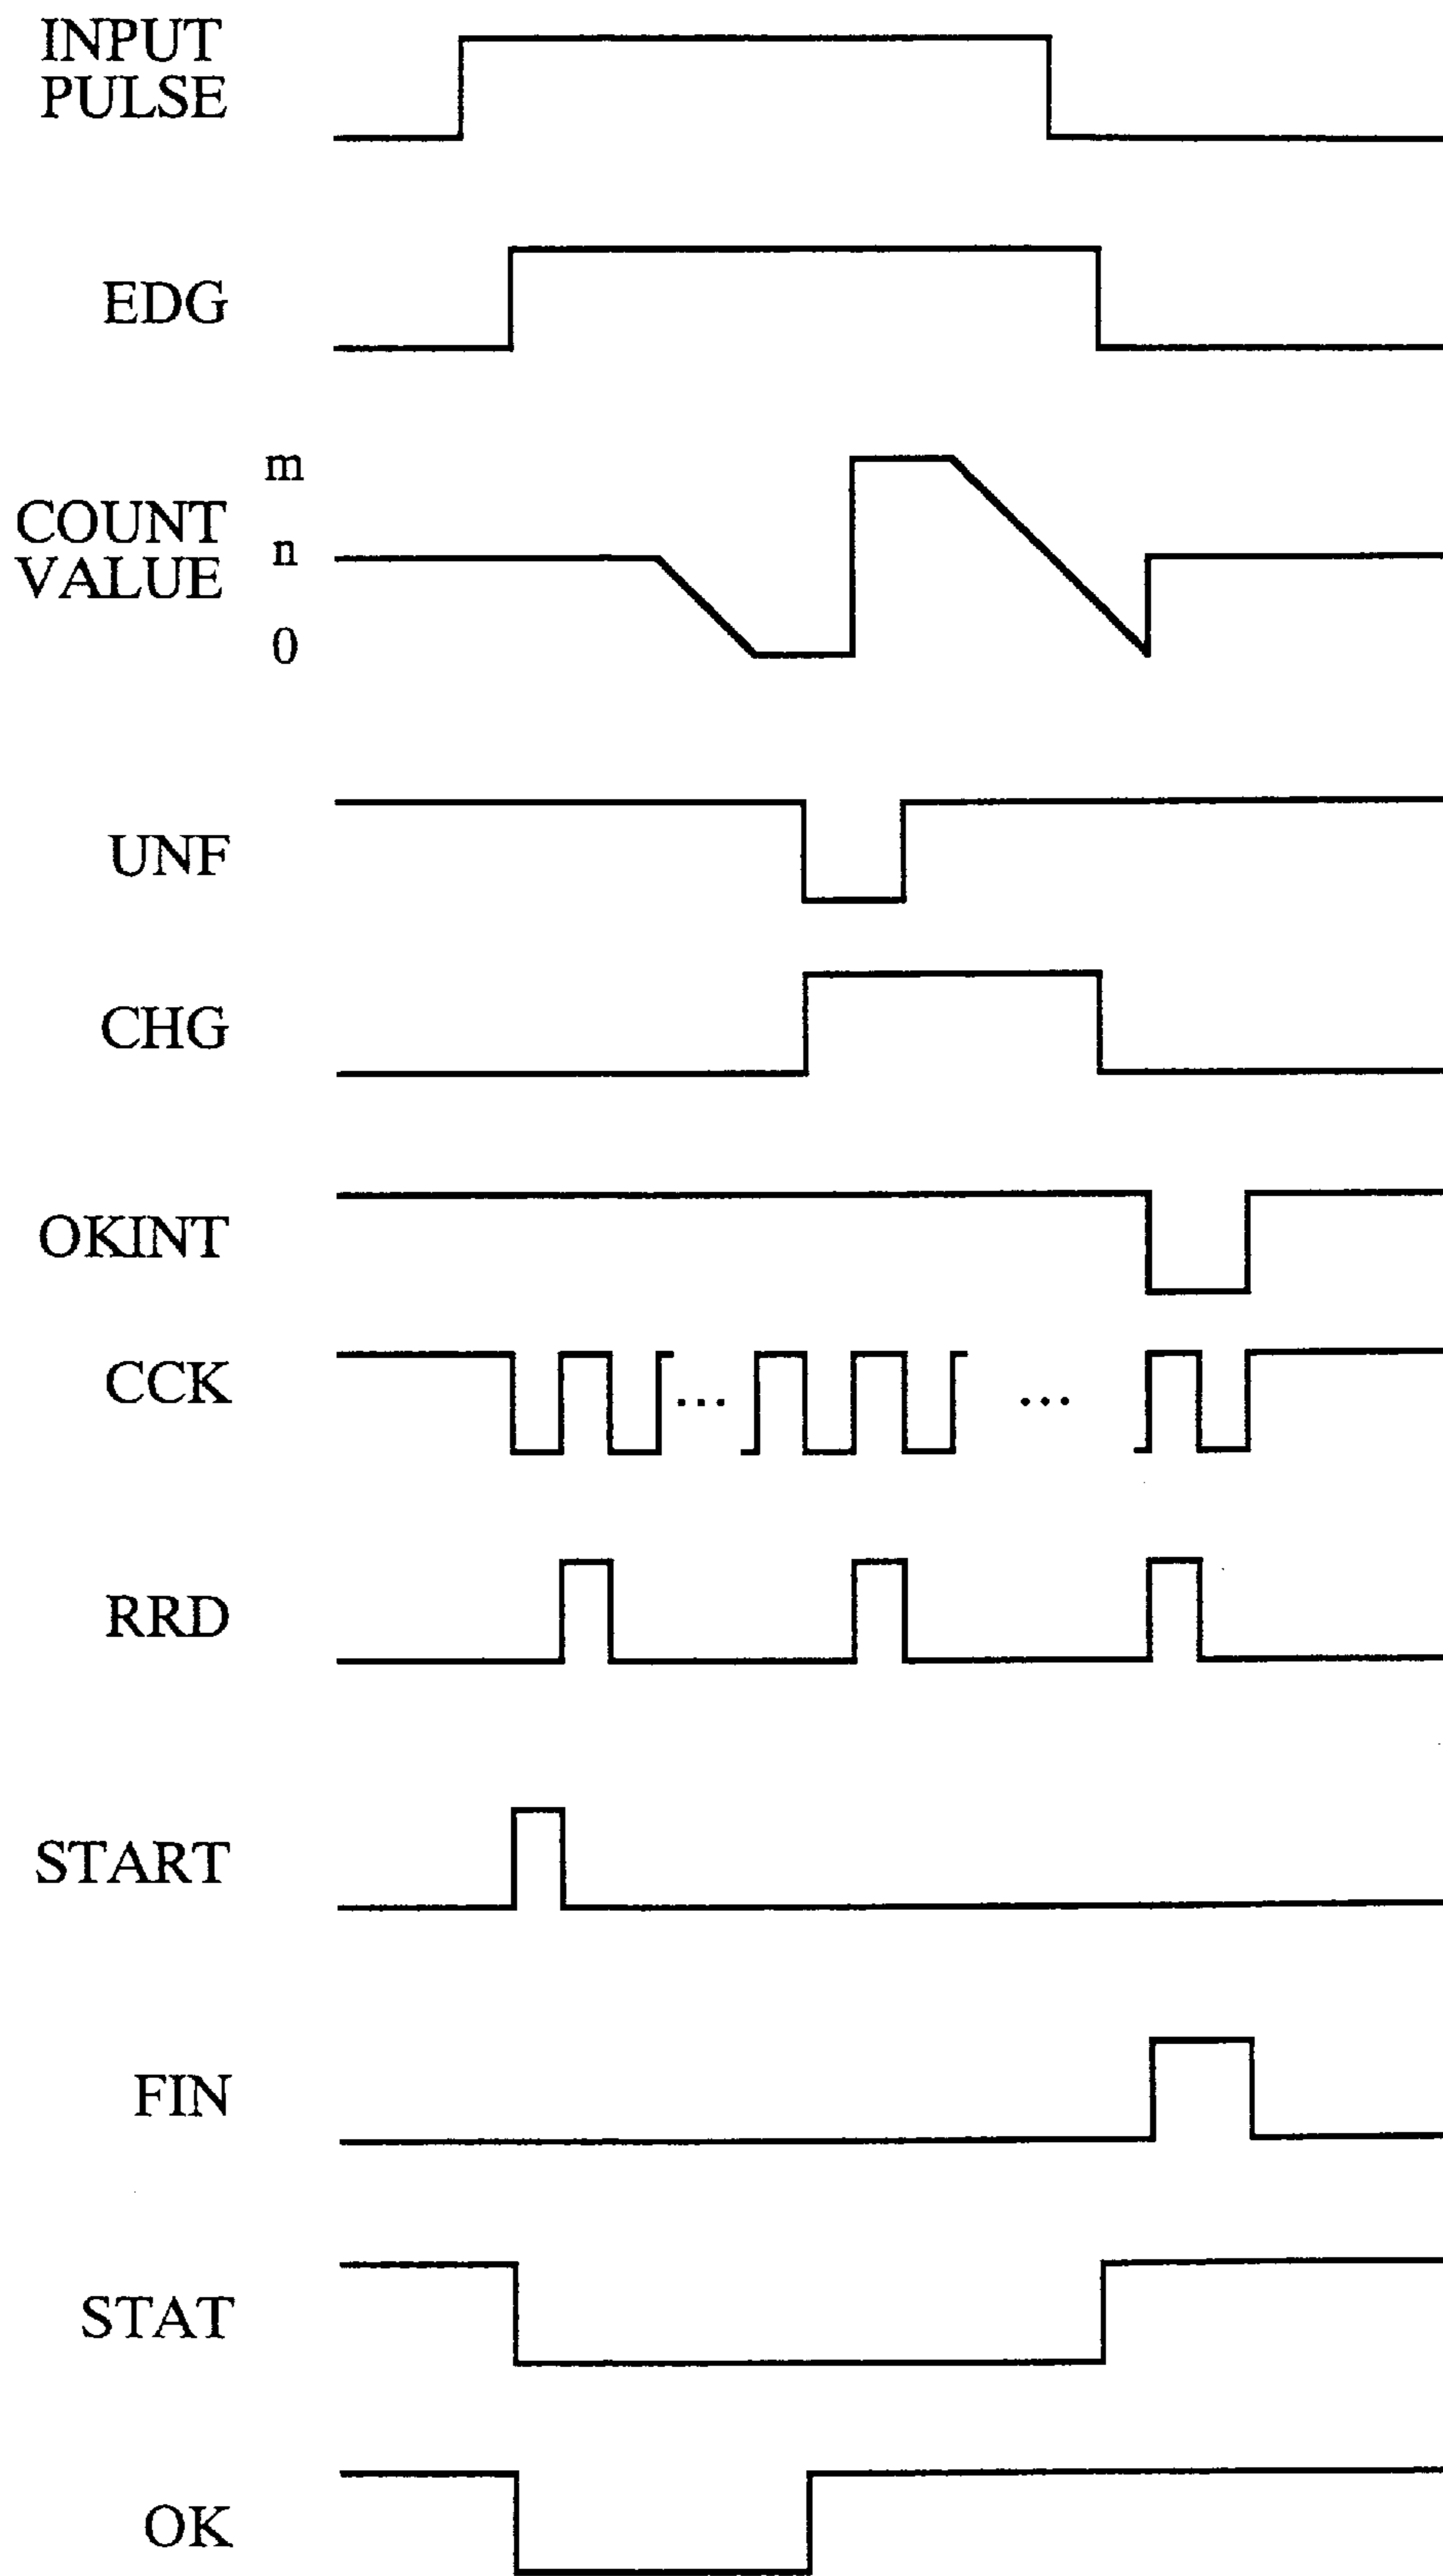 INPUT
PULSE
EDG
m
COUNT
n
VALUE
0
UNF
CHG
OKINT
CCK
...
...
RRD
START
FIN
STAT
OK